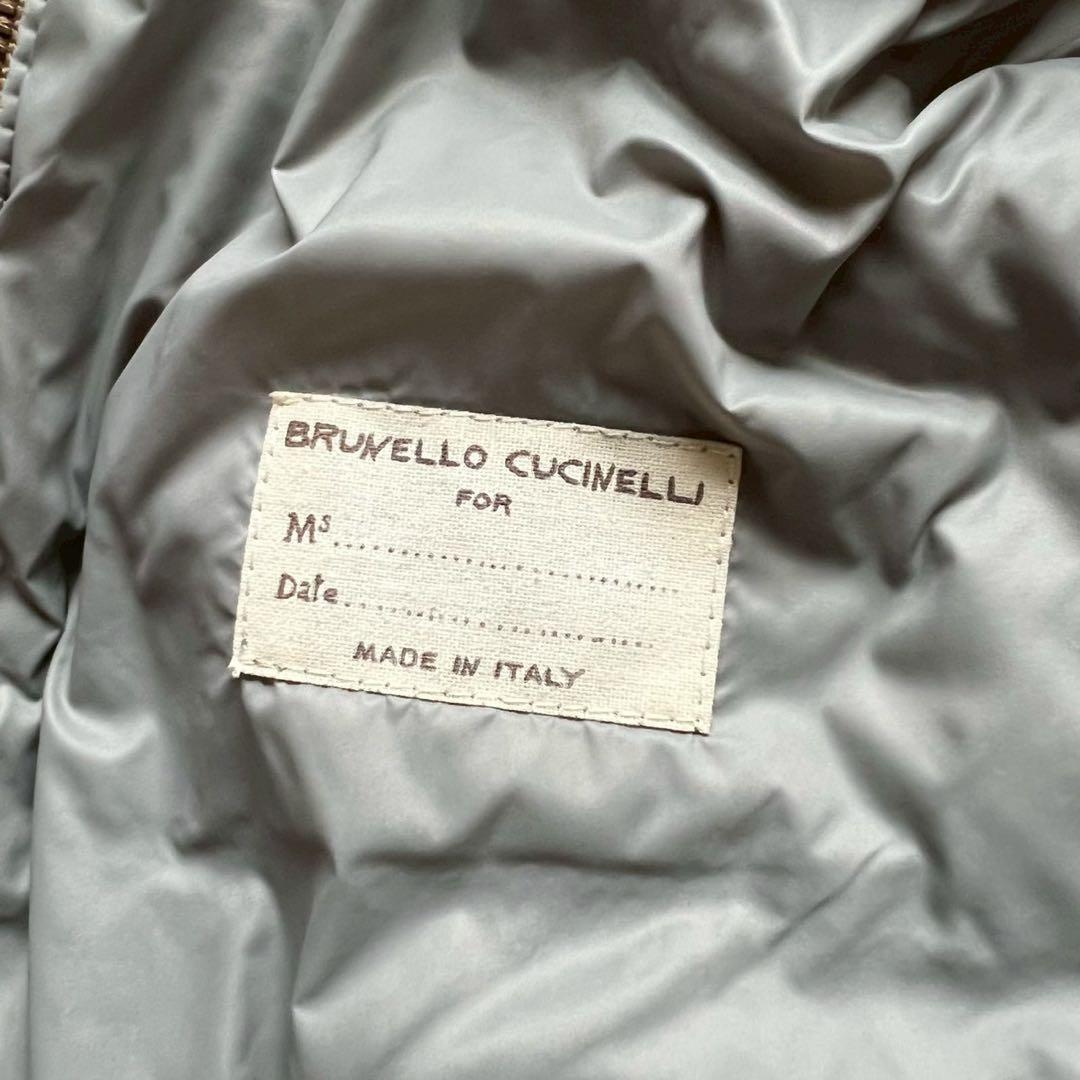 BRUNELLO CUCINELLI
FOR
Ms..............................
Date..............................
MADE IN ITALY